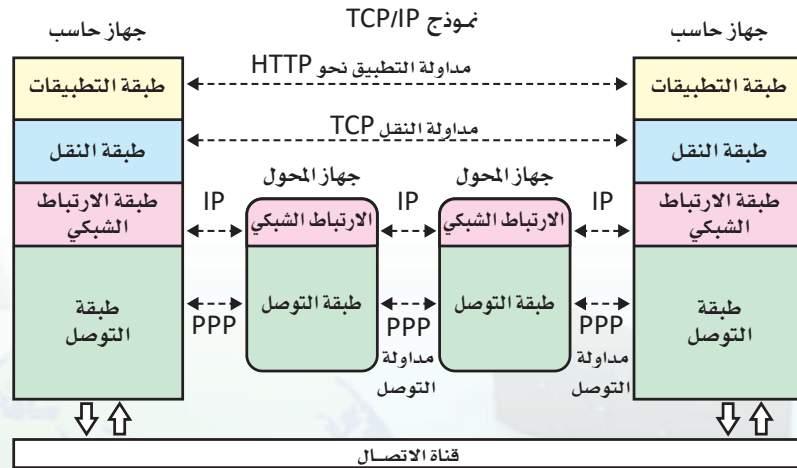 نموذج TCP/IP
جهاز حاسب
جهاز حاسب
طبقة التطبيقات
مداولة التطبيق نحو HTTP
طبقة التطبيقات
طبقة النقل
مداولة النقل TCP
طبقة النقل
جهاز المحول
جهاز المحول
طبقة الارتباط
الشبكي
IP
الارتباط الشبكي
IP
الارتباط الشبكي
IP
طبقة الارتباط
الشبكي
طبقة
التوصل
PPP
مداولة
التوصل
طبقة التوصل
PPP
مداولة
التوصل
طبقة التوصل
PPP
طبقة
التوصل
قناة الاتصال